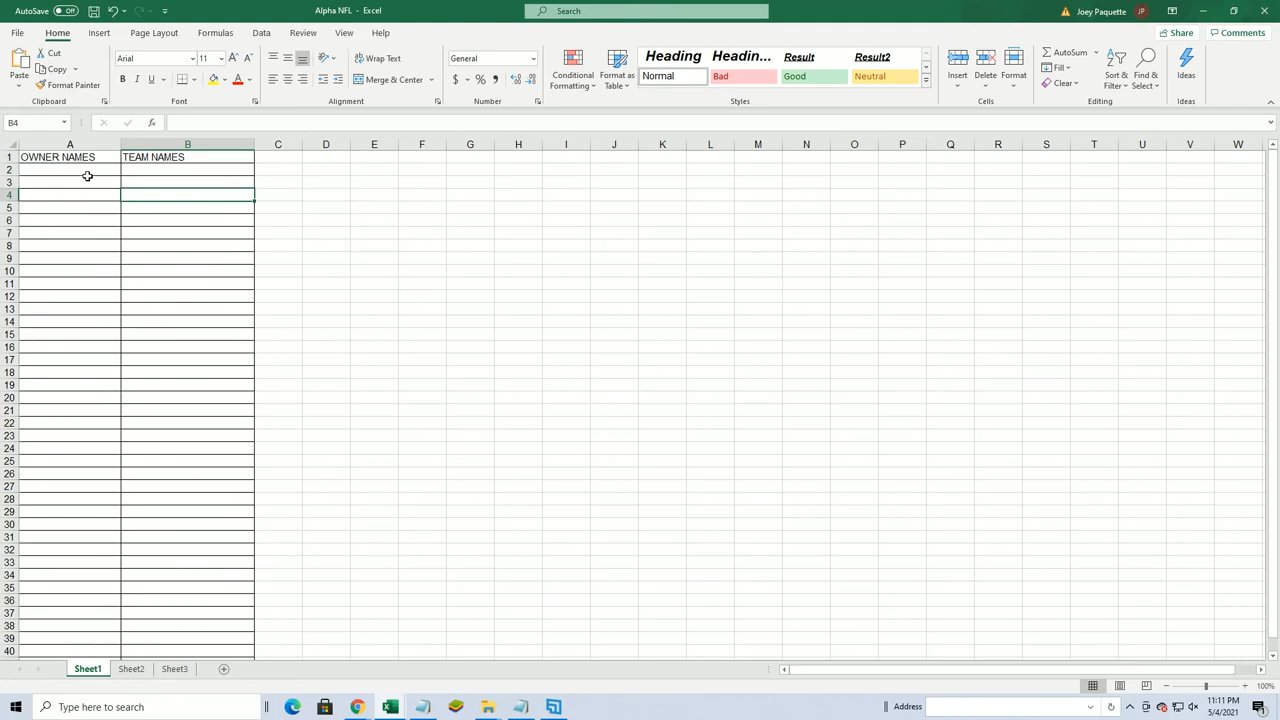 AutoSave Off Alpha NFL - Excel Search Joey Paquette JP
File Home Insert Page Layout Formulas Data Review View Help Share Comments
Paste Cut Copy Format Painter Clipboard
Arial 11 A A B I U A Font
ab Wrap Text Merge & Center Alignment
General $ % , Number
Conditional Formatting Format as Table
Heading Headin... Result Result2
Normal Bad Good Neutral
Styles
Insert Delete Format Cells
AutoSum Fill Clear Sort & Filter Find & Select Editing
Ideas Ideas
B4 fx
A B C D E F G H I J K L M N O P Q R S T U V W
1 OWNER NAMES TEAM NAMES
2
3
4
5
6
7
8
9
10
11
12
13
14
15
16
17
18
19
20
21
22
23
24
25
26
27
28
29
30
31
32
33
34
35
36
37
38
39
40
Sheet1 Sheet2 Sheet3
100%
Type here to search Address 11:11 PM
5/4/2021